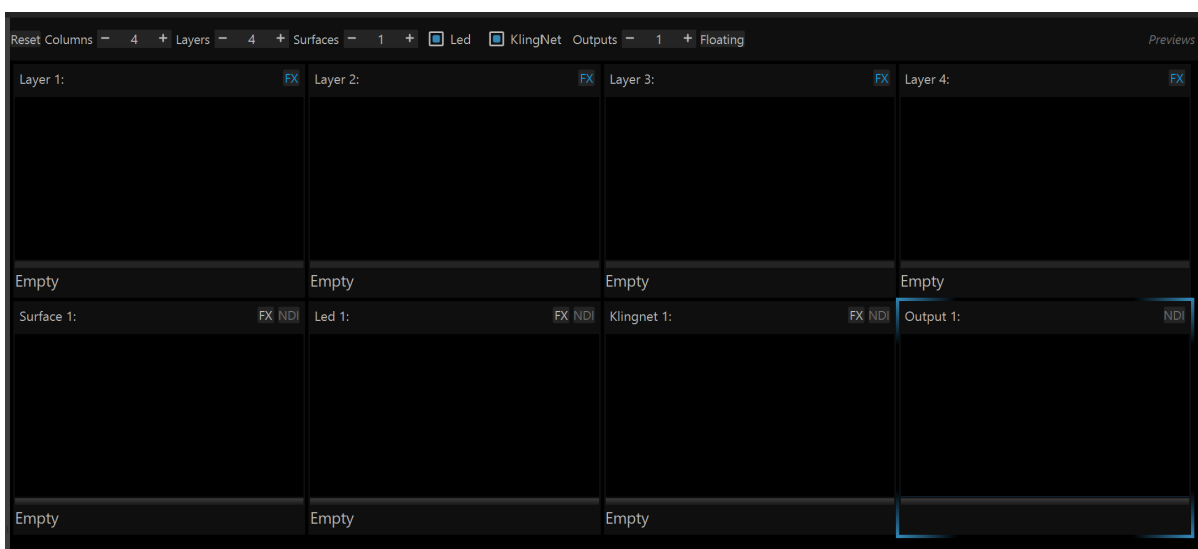 Reset Columns − 4 + Layers − 4 + Surfaces − 1 + Led KlingNet Outputs − 1 + Floating Previews
Layer 1: FX Layer 2: FX Layer 3: FX Layer 4: FX
Empty Empty Empty Empty
Surface 1: FX NDI Led 1: FX NDI Klingnet 1: FX NDI Output 1: NDI
Empty Empty Empty